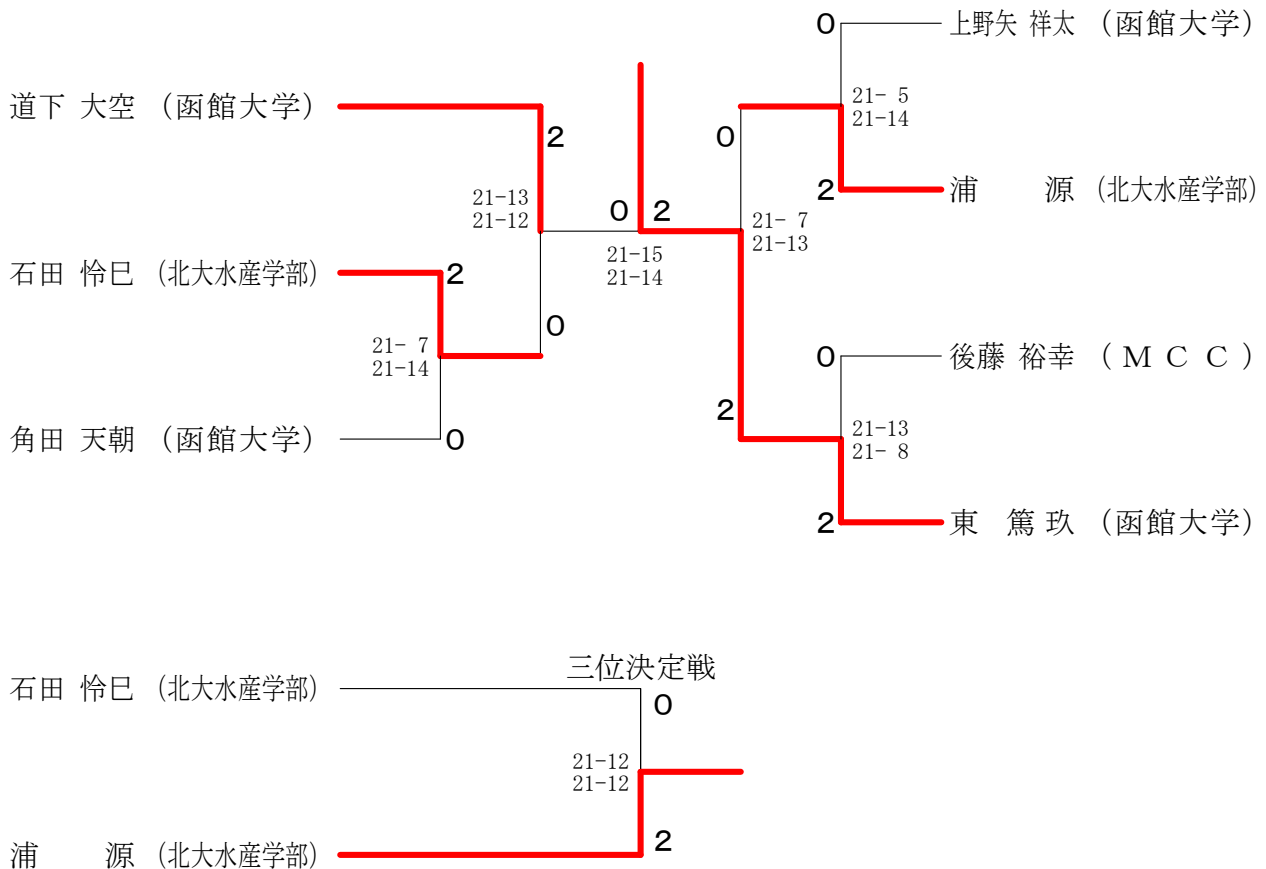 道下 大空 (函館大学)
2
21-13
21-12
石田 怜巳 (北大水産学部)
2
21- 7
21-14
0
角田 天朝 (函館大学)
0
0 2
21-15
21-14
0 上野矢 祥太 (函館大学)
21- 5
21-14
2 浦 源 (北大水産学部)
0
21- 7
21-13
2
0 後藤 裕幸 (MCC)
21-13
21- 8
2 東 篤玖 (函館大学)
三位決定戦
石田 怜巳 (北大水産学部)
0
21-12
21-12
浦 源 (北大水産学部)
2